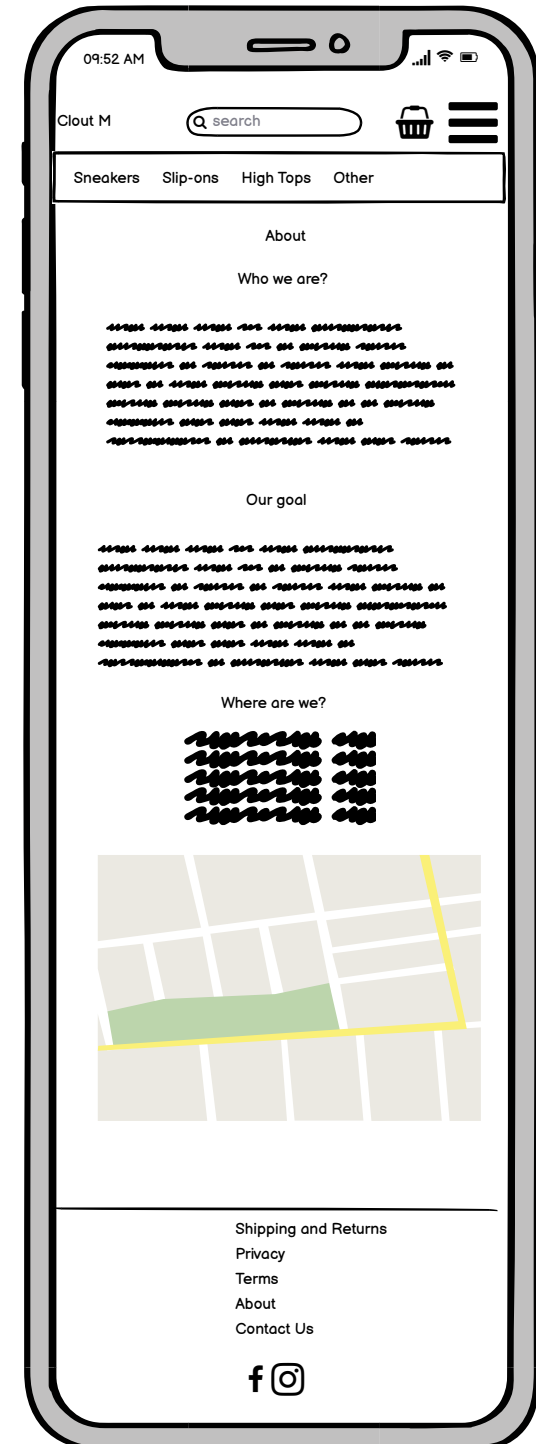 09:52 AM
Clout M
search
Sneakers Slip-ons High Tops Other
About
Who we are?
Our goal
Where are we?
Shipping and Returns
Privacy
Terms
About
Contact Us